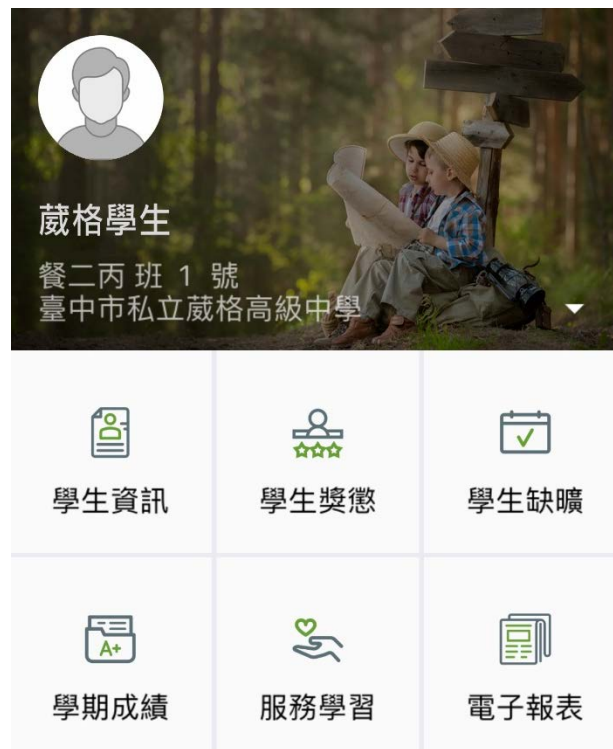 葳格學生
餐二丙 班 1 號
臺中市私立葳格高級中學
學生資訊
學生獎懲
學生缺曠
A+
學期成績
服務學習
電子報表